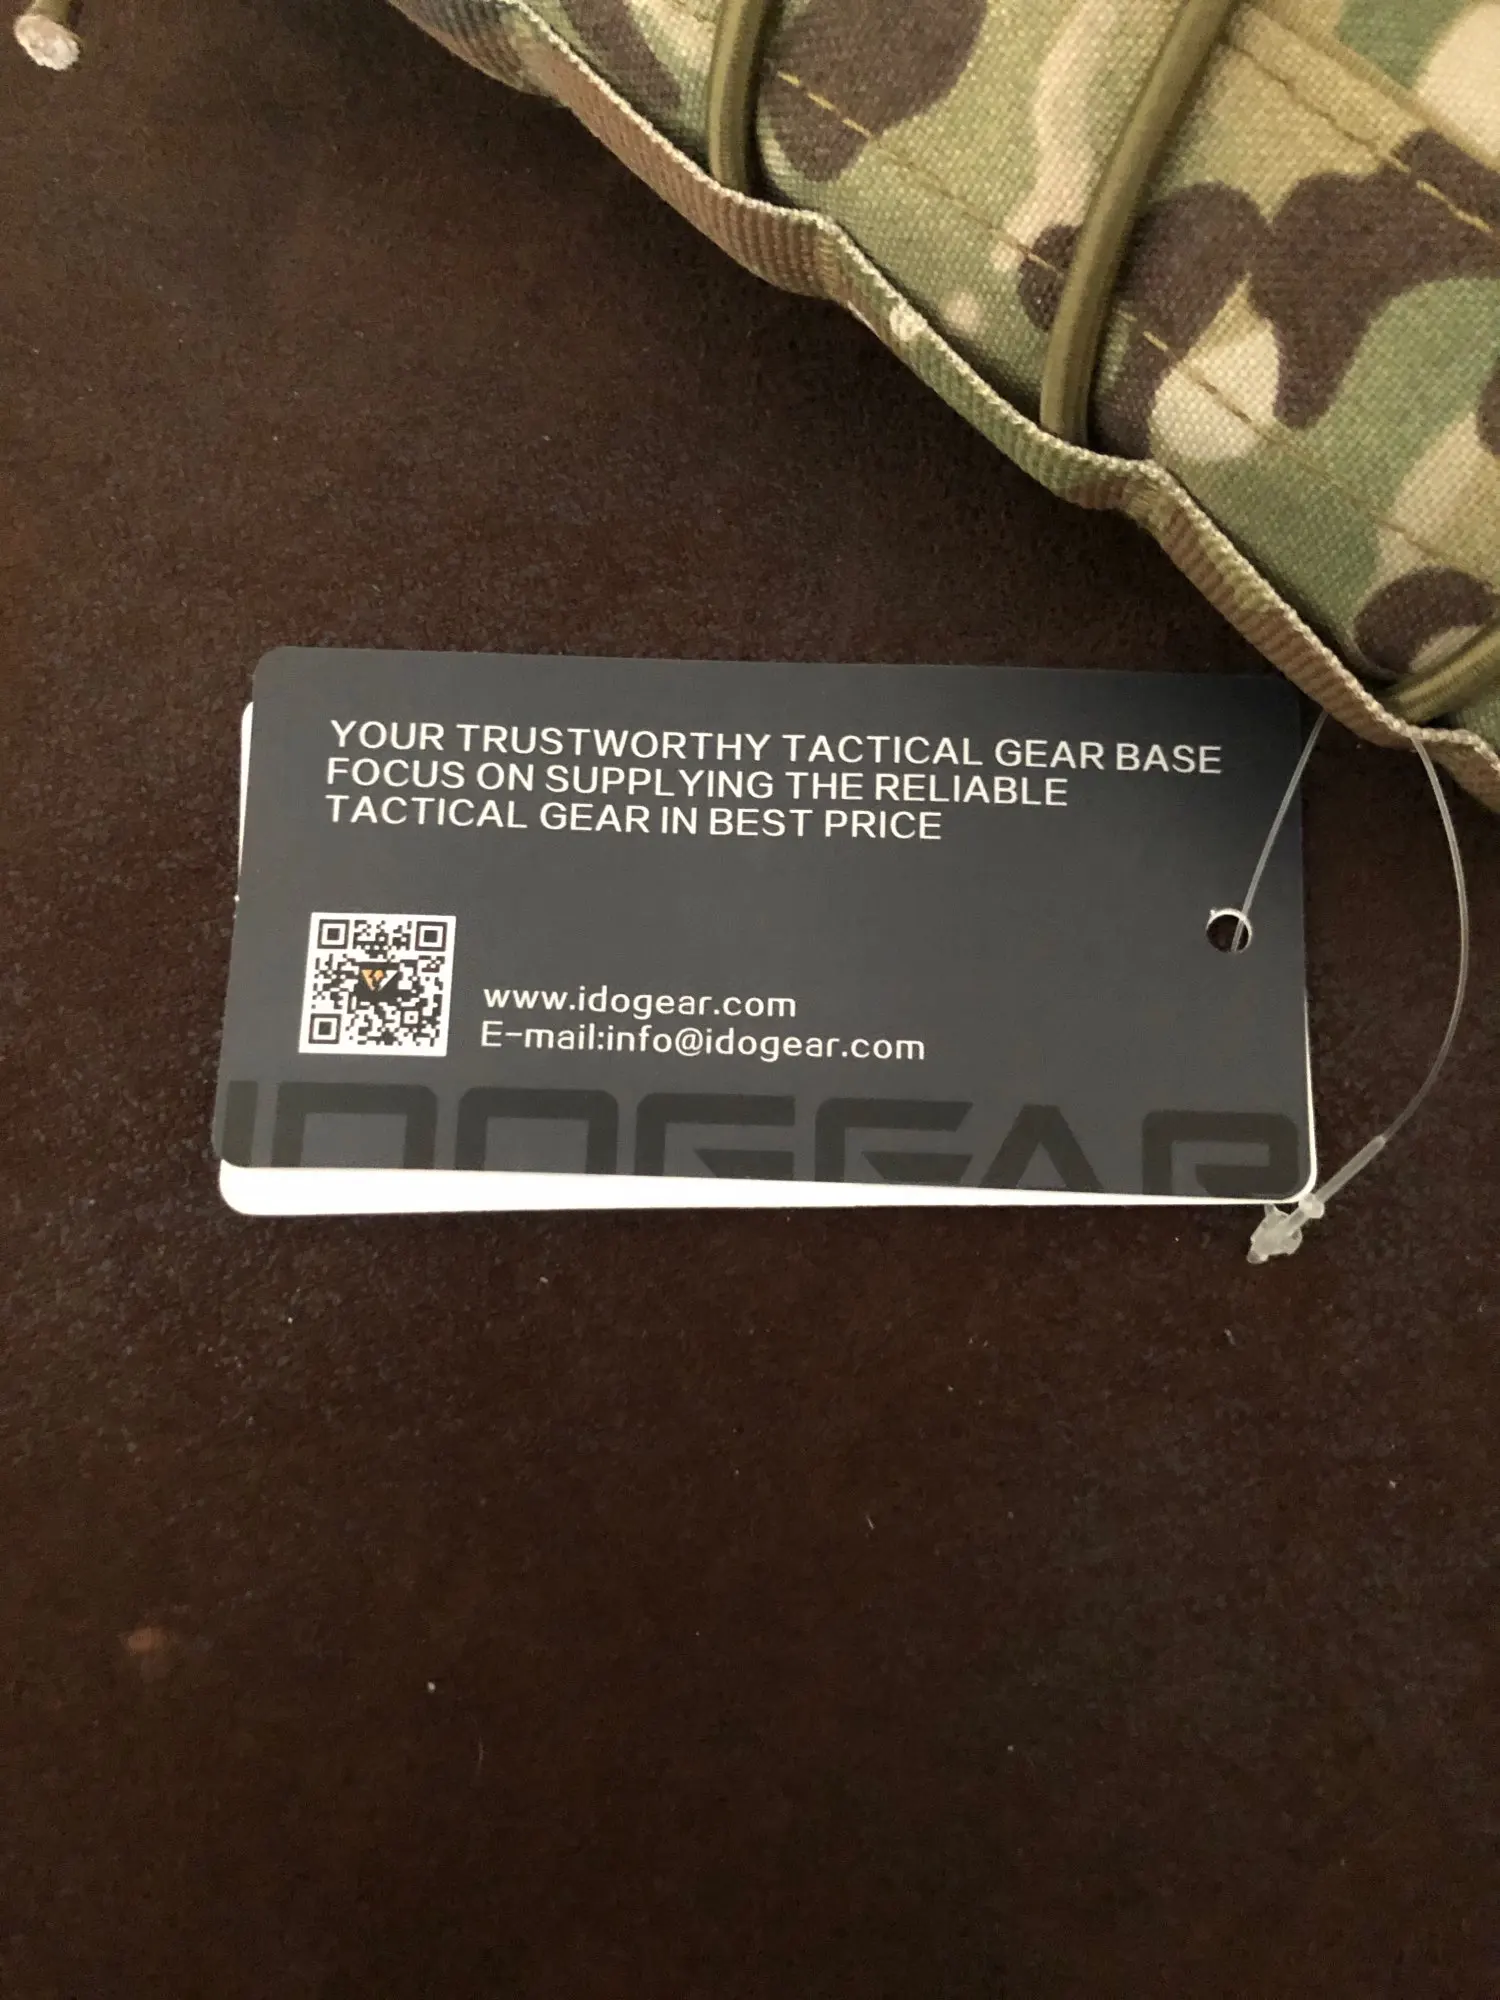 YOUR TRUSTWORTHY TACTICAL GEAR BASE
FOCUS ON SUPPLYING THE RELIABLE
TACTICAL GEAR IN BEST PRICE
www.idogear.com
E-mail:info@idogear.com
IDOGEAR